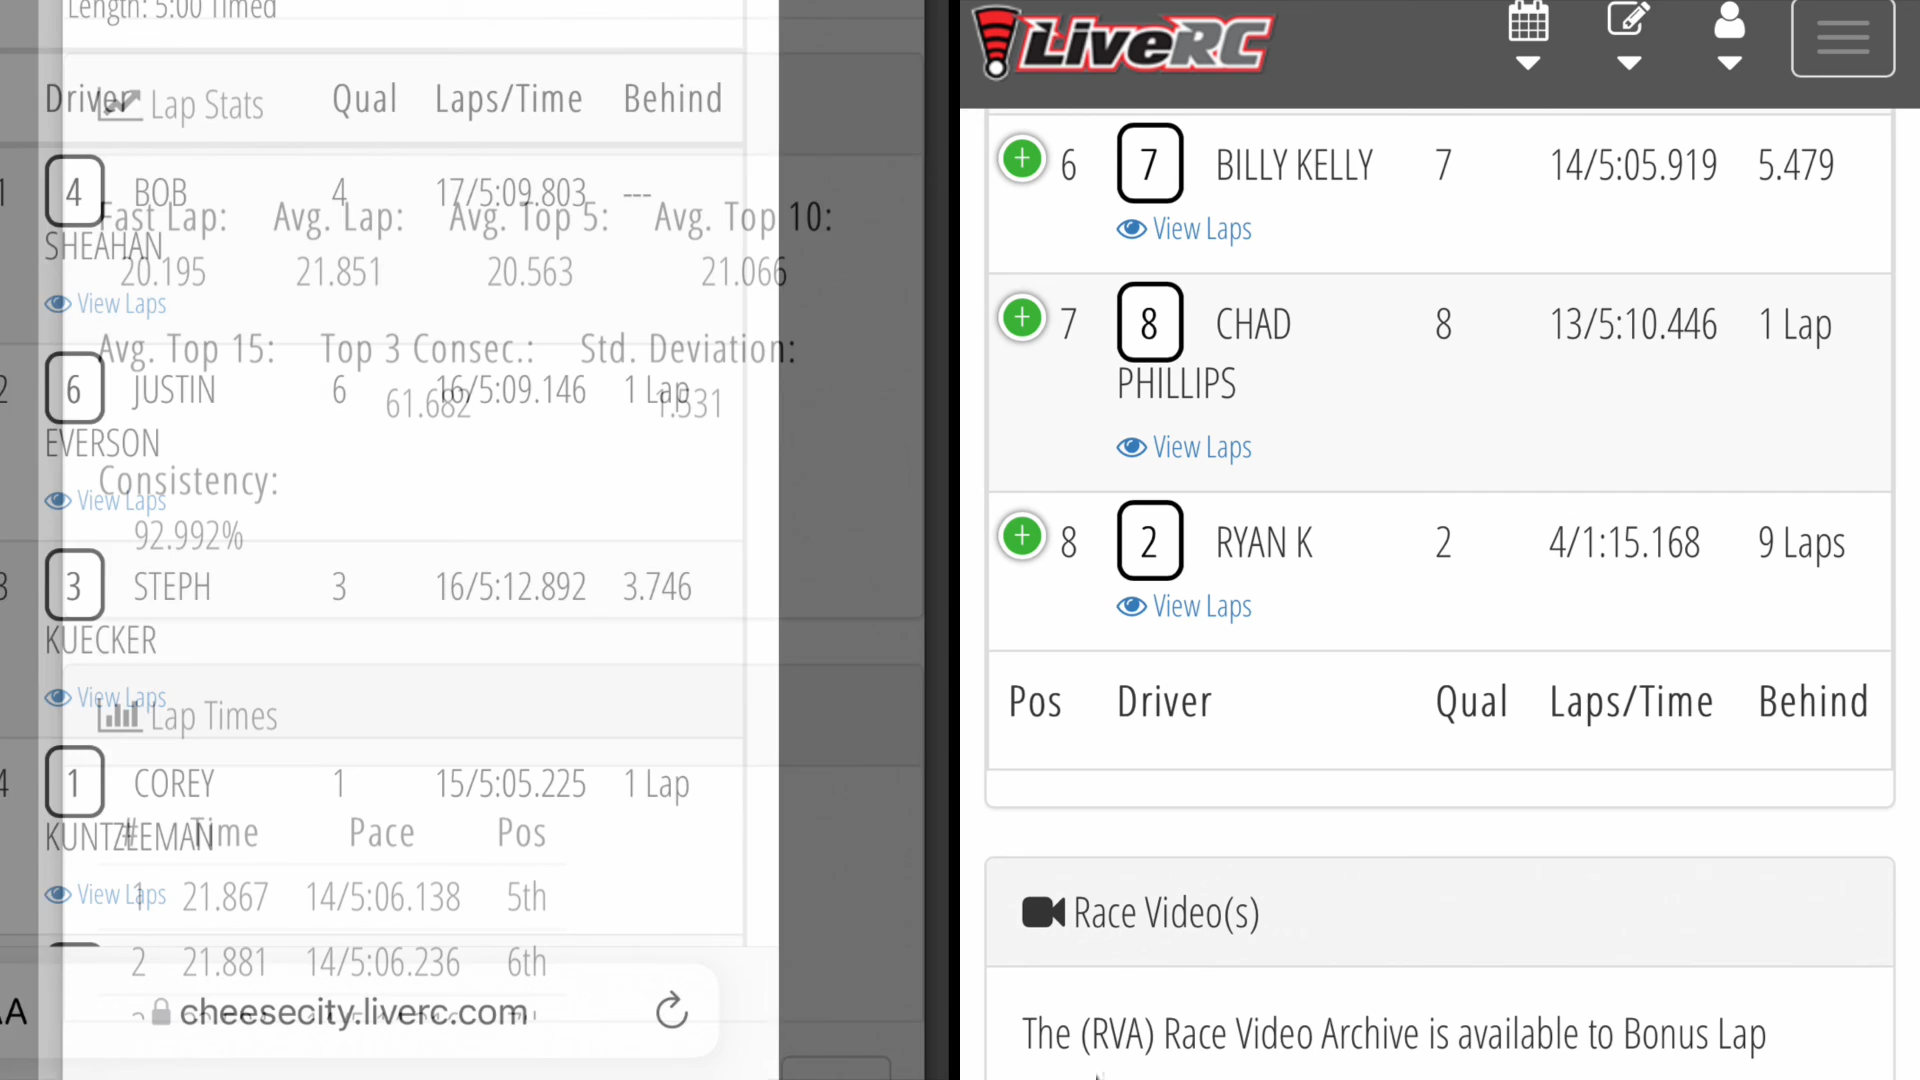 Length: 5:00 Timed
Driver Qual Laps/Time Behind
Lap Stats
1 4 BOB 4 17/5:09.803 ---
SHEAHAN
View Laps
Fast Lap: Avg. Lap: Avg. Top 5: Avg. Top 10:
20.195 21.851 20.563 21.066
Avg. Top 15: Top 3 Consec.: Std. Deviation:
61.682 1.531
2 6 JUSTIN 6 16/5:09.146 1 Lap
EVERSON
View Laps
Consistency:
92.992%
3 3 STEPH 3 16/5:12.892 3.746
KUECKER
View Laps
Lap Times
4 1 COREY 1 15/5:05.225 1 Lap
KUNTZLEMAN
View Laps
# Time Pace Pos
1 21.867 14/5:06.138 5th
2 21.881 14/5:06.236 6th
AA cheesecity.liverc.com
LiveRC
6 7 BILLY KELLY 7 14/5:05.919 5.479
View Laps
7 8 CHAD 8 13/5:10.446 1 Lap
PHILLIPS
View Laps
8 2 RYAN K 2 4/1:15.168 9 Laps
View Laps
Pos Driver Qual Laps/Time Behind
Race Video(s)
The (RVA) Race Video Archive is available to Bonus Lap